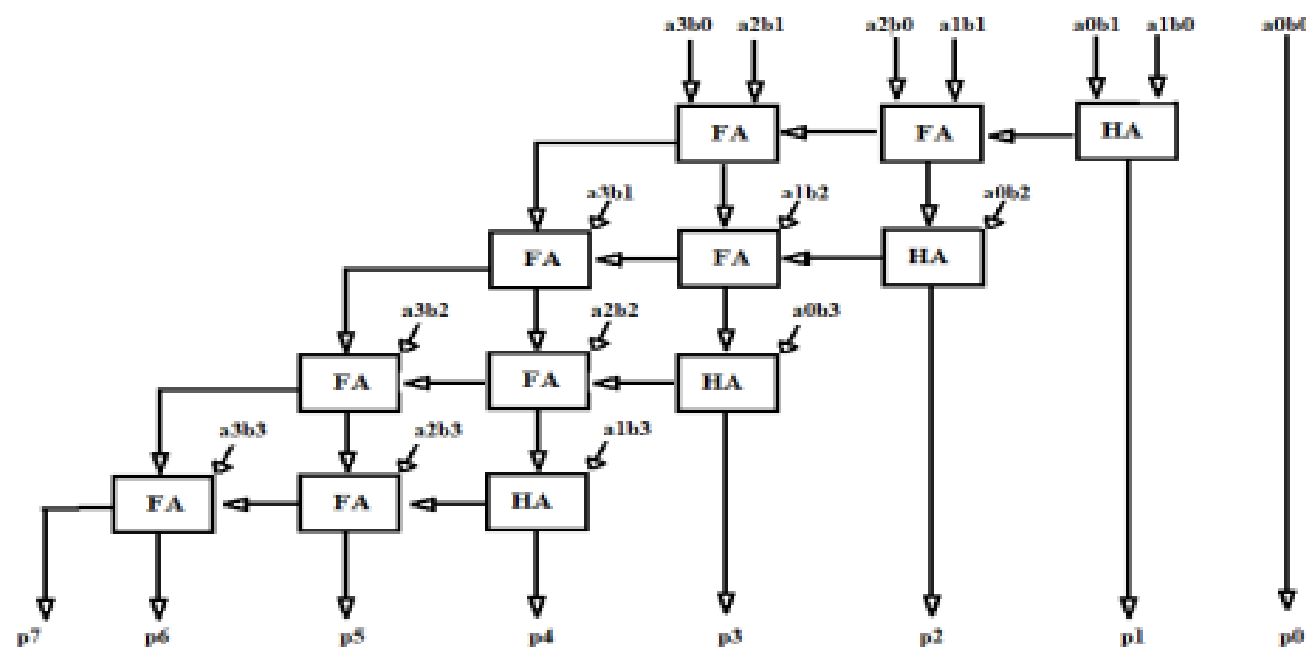 a3b0 a2b1 a2b0 a1b1 a0b1 a1b0 a0b0
FA FA HA
a3b1 a1b2 a0b2
FA FA HA
a3b2 a2b2 a0b3
FA FA HA
a3b3 a2b3 a1b3
FA FA HA
p7 p6 p5 p4 p3 p2 p1 p0